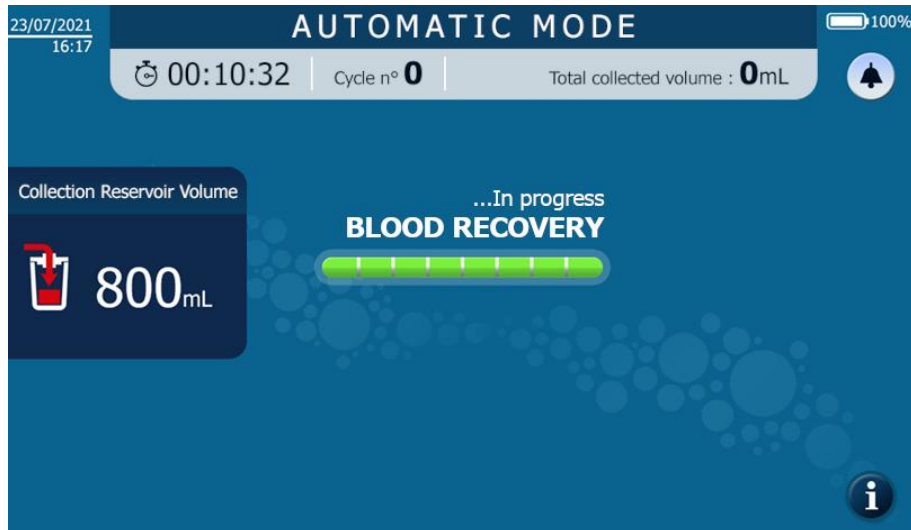 23/07/2021
16:17
AUTOMATIC MODE
100%
00:10:32
Cycle n° 0
Total collected volume : 0mL
Collection Reservoir Volume
800mL
...In progress
BLOOD RECOVERY
i